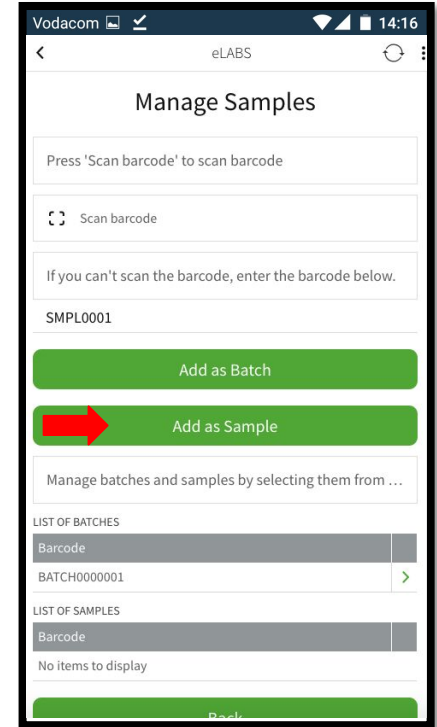 Vodacom 14:16
eLABS
Manage Samples
Press 'Scan barcode' to scan barcode
Scan barcode
If you can't scan the barcode, enter the barcode below.
SMPL0001
Add as Batch
Add as Sample
Manage batches and samples by selecting them from ...
LIST OF BATCHES
Barcode
BATCH0000001
LIST OF SAMPLES
Barcode
No items to display
Back